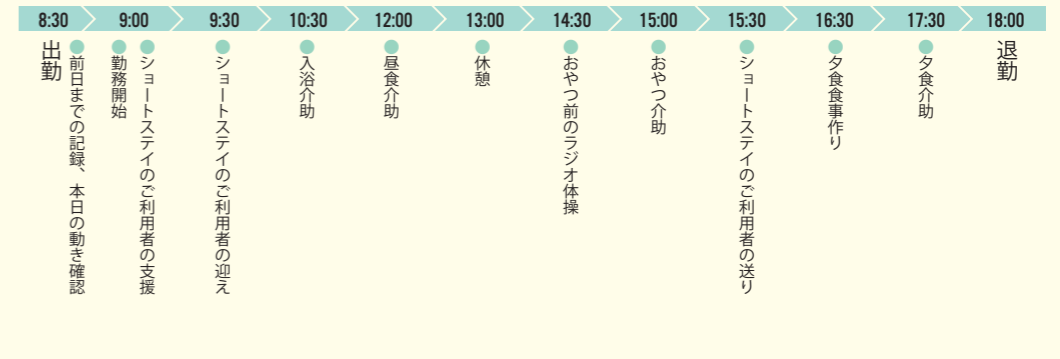 8:30
出勤
前日までの記録、本日の動き確認
9:00
勤務開始
ショートステイのご利用者の支援
9:30
ショートステイのご利用者の迎え
10:30
入浴介助
12:00
昼食介助
13:00
休憩
14:30
おやつ前のラジオ体操
15:00
おやつ介助
15:30
ショートステイのご利用者の送り
16:30
夕食食事作り
17:30
夕食介助
18:00
退勤